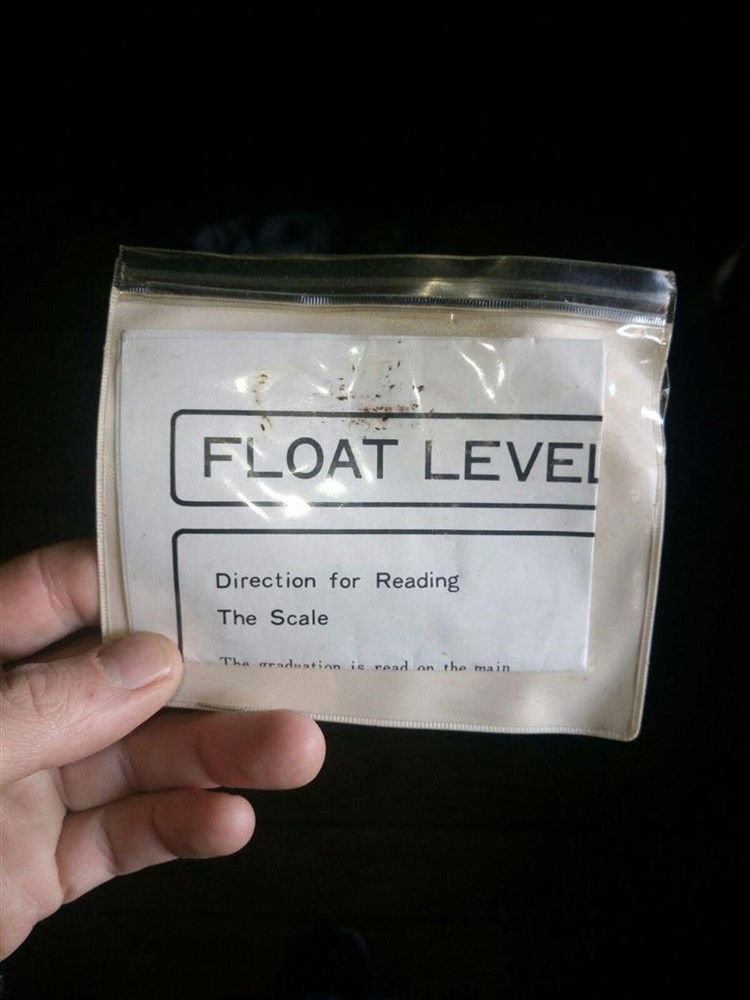 FLOAT LEVEL
Direction for Reading
The Scale
The graduation is read on the main